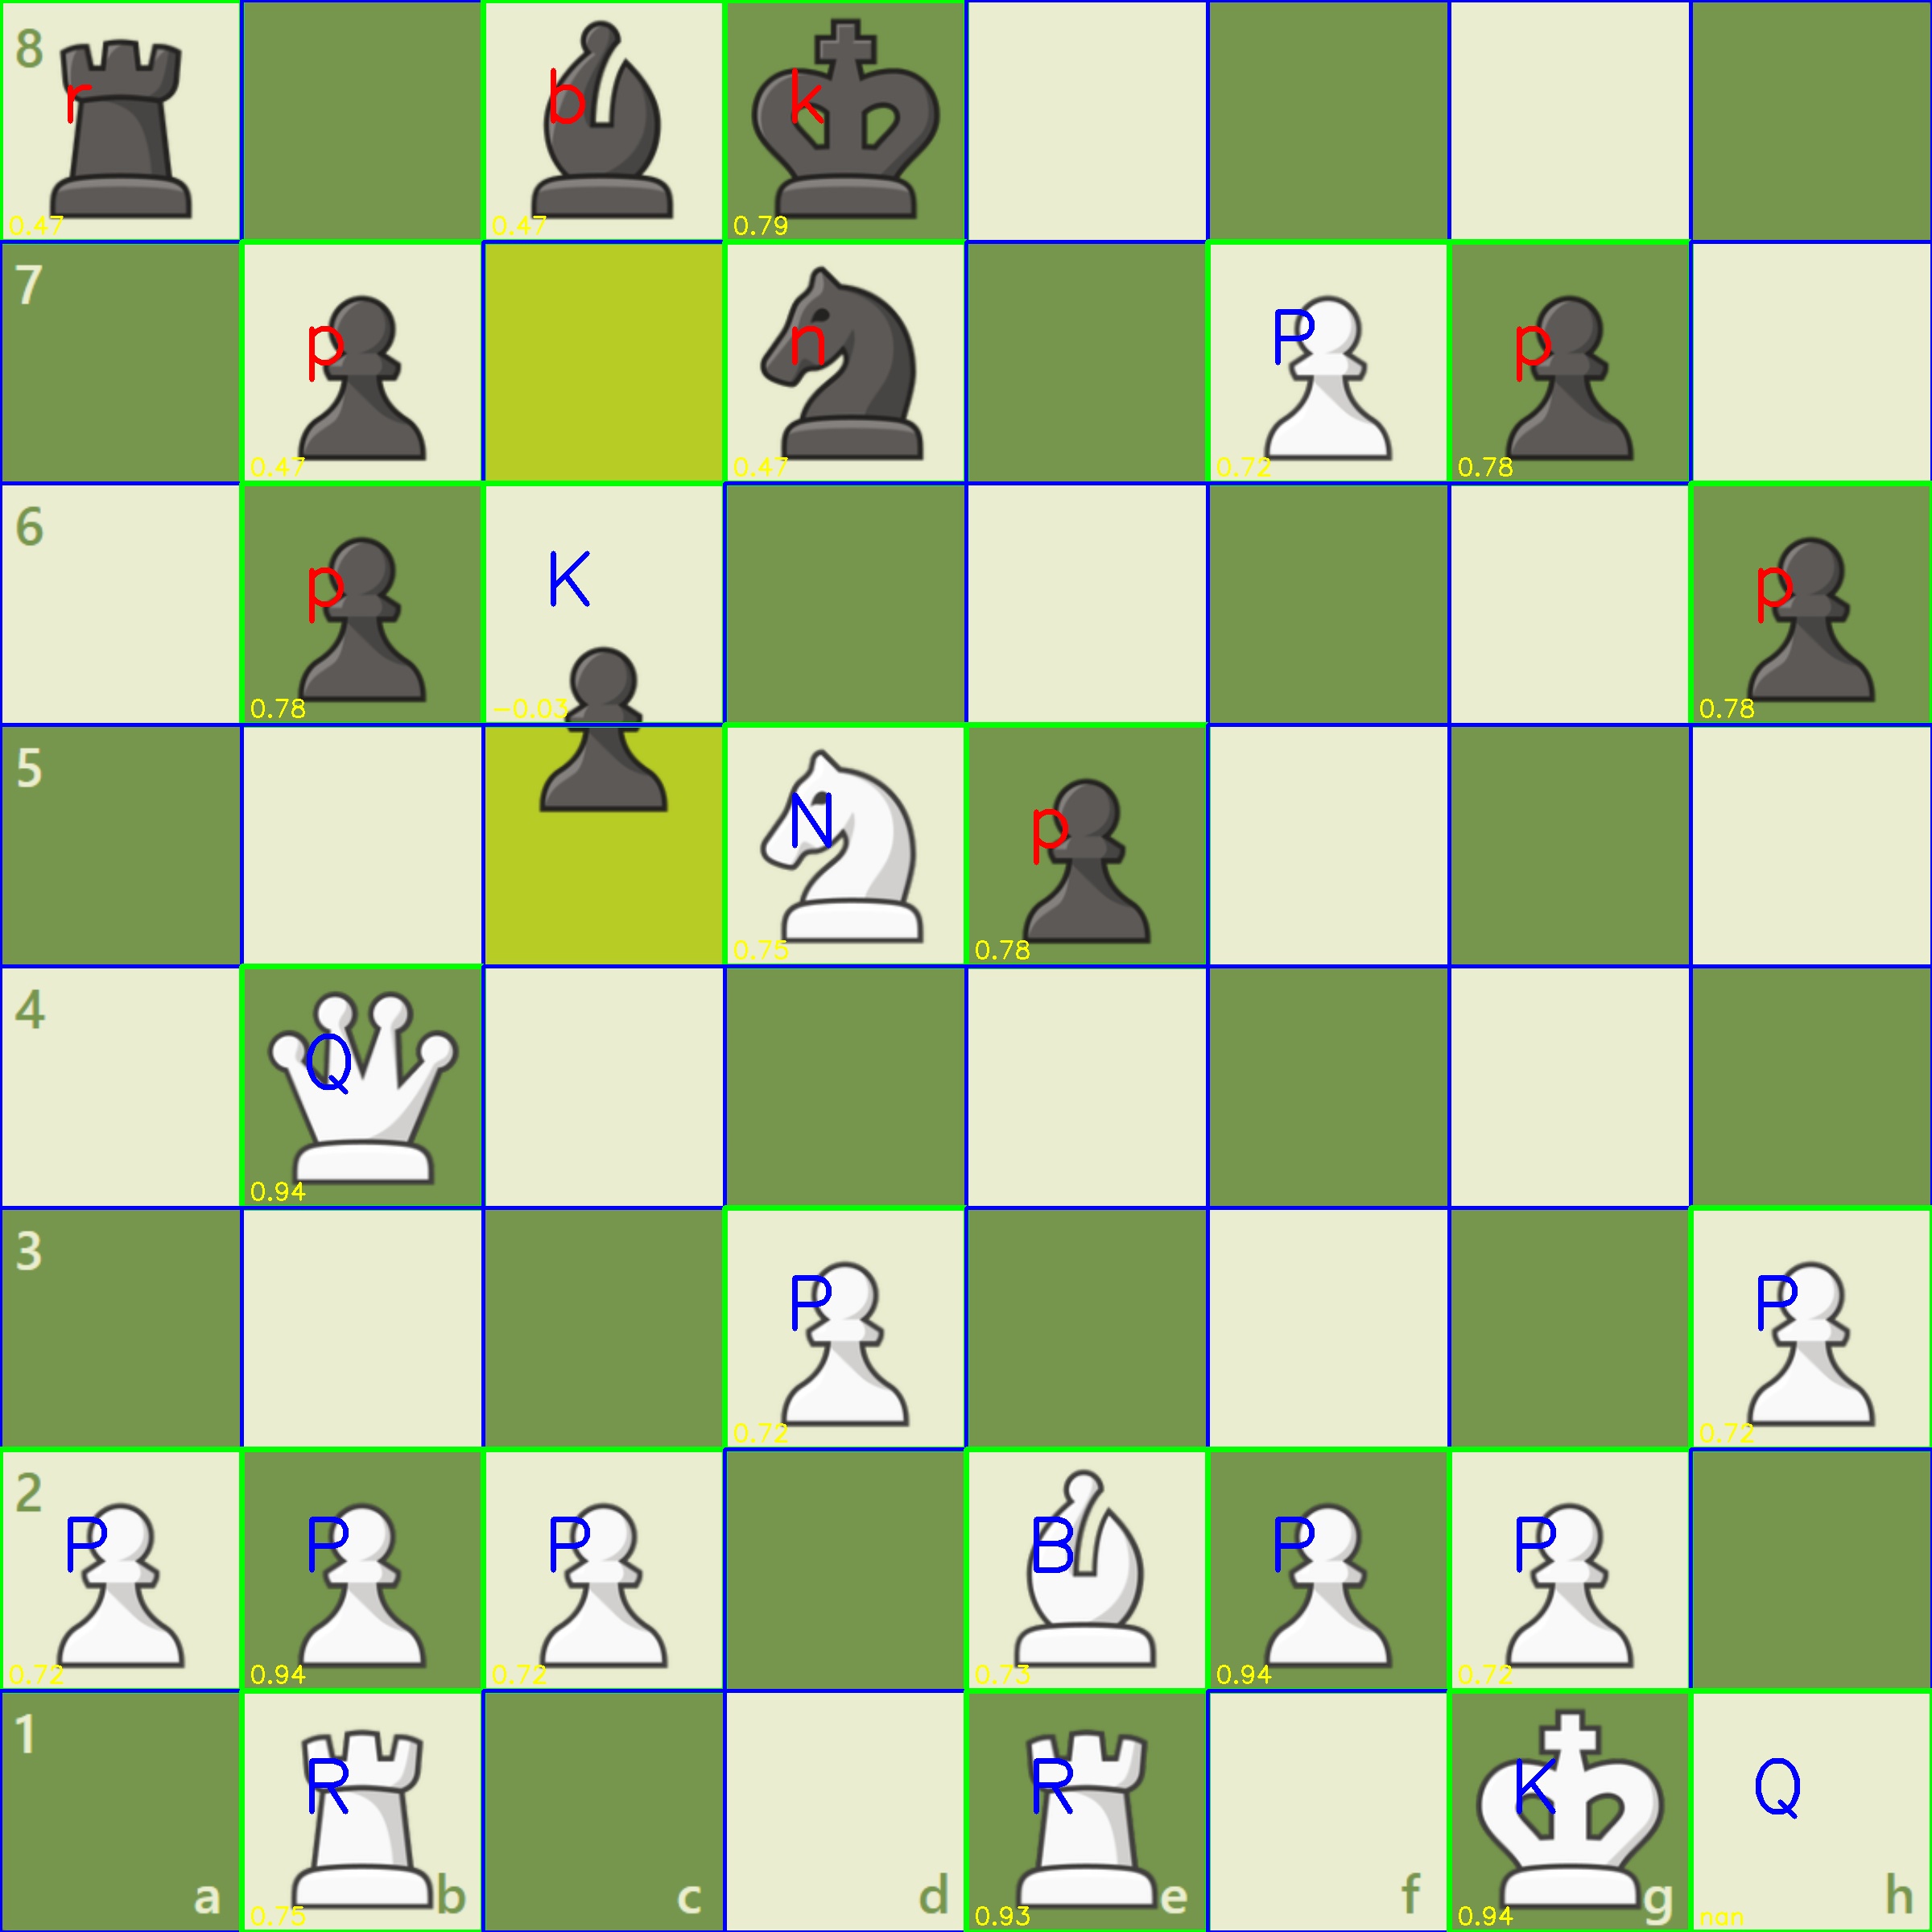 8 r b k
0.47 0.47 0.79
7 p n P p
0.47 0.47 0.72 0.78
6 p K p
0.78 -0.03 0.78
5 N p
0.75 0.78
4 Q
0.94
3 P P
0.72 0.72
2 P P P B P P
0.72 0.94 0.72 0.73 0.94 0.72
1 R R K Q
a b c d e f g h
0.75 0.93 0.94 nan